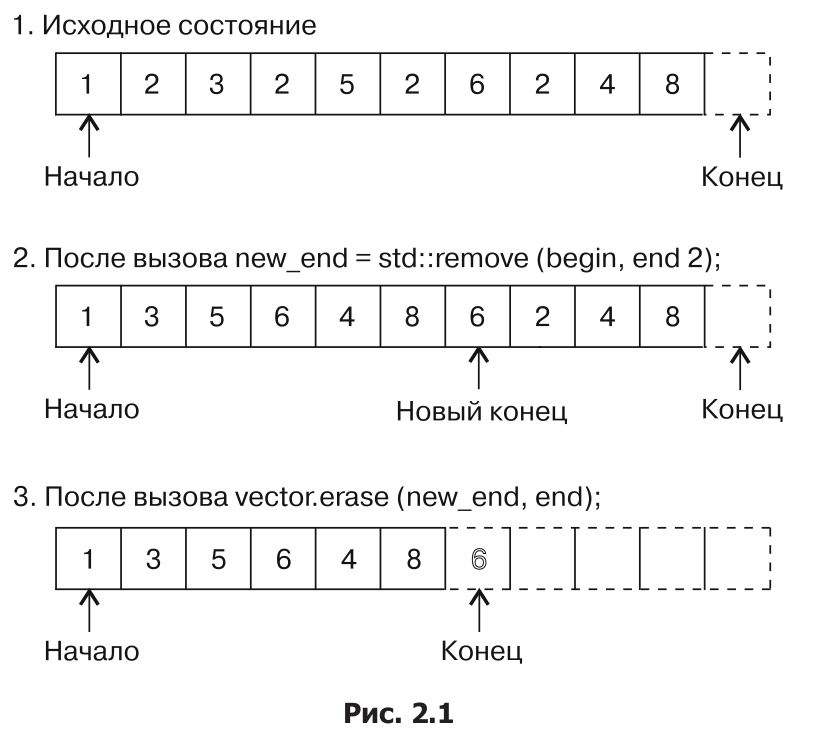 1. Исходное состояние
1 2 3 2 5 2 6 2 4 8
Начало Конец
2. После вызова new_end = std::remove (begin, end 2);
1 3 5 6 4 8 6 2 4 8
Начало Новый конец Конец
3. После вызова vector.erase (new_end, end);
1 3 5 6 4 8 6
Начало Конец
Рис. 2.1